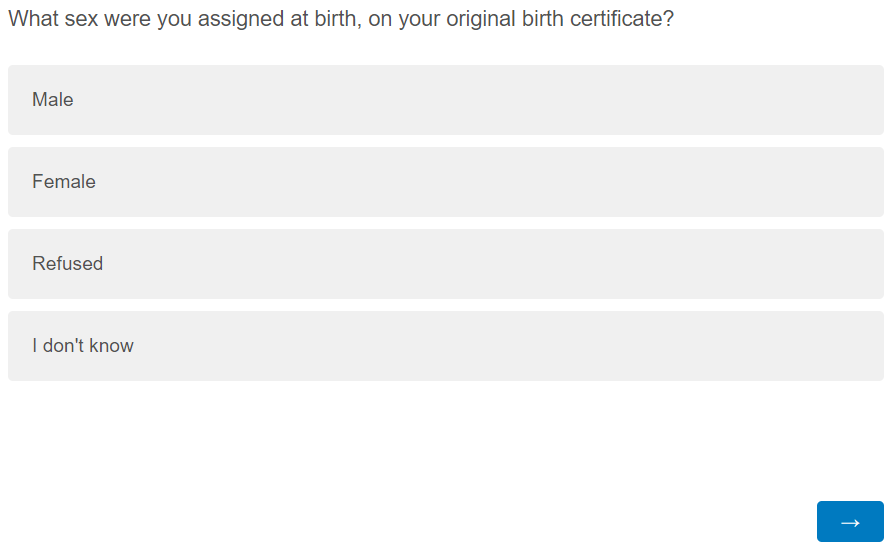 What sex were you assigned at birth, on your original birth certificate?
Male
Female
Refused
I don't know
→